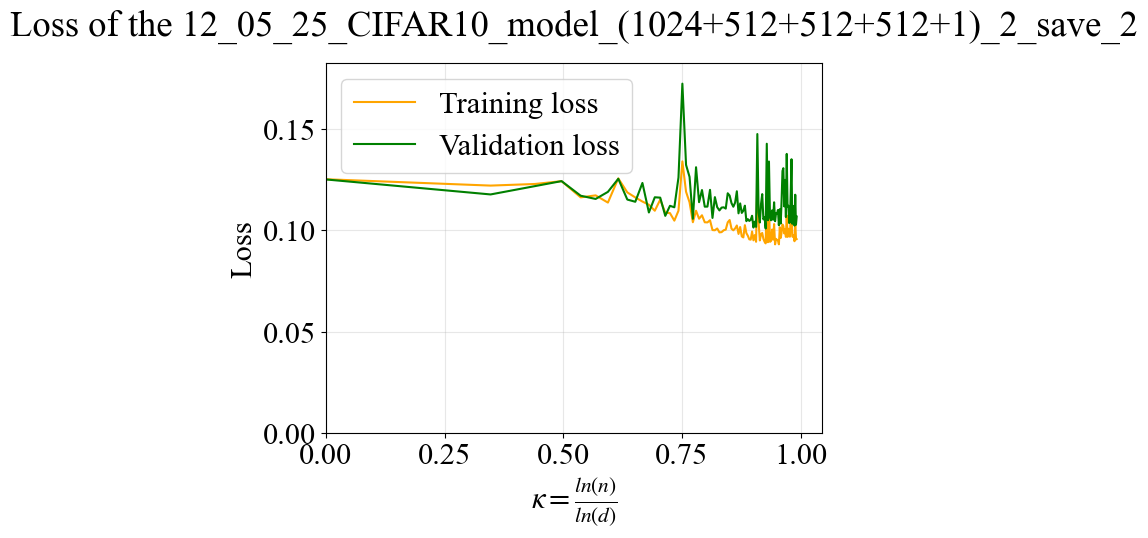 Loss of the 12_05_25_CIFAR10_model_(1024+512+512+512+1)_2_save_2
Training loss
Validation loss
0.15
0.10
0.05
0.00
Loss
0.00 0.25 0.50 0.75 1.00
κ = ln(n)/ln(d)